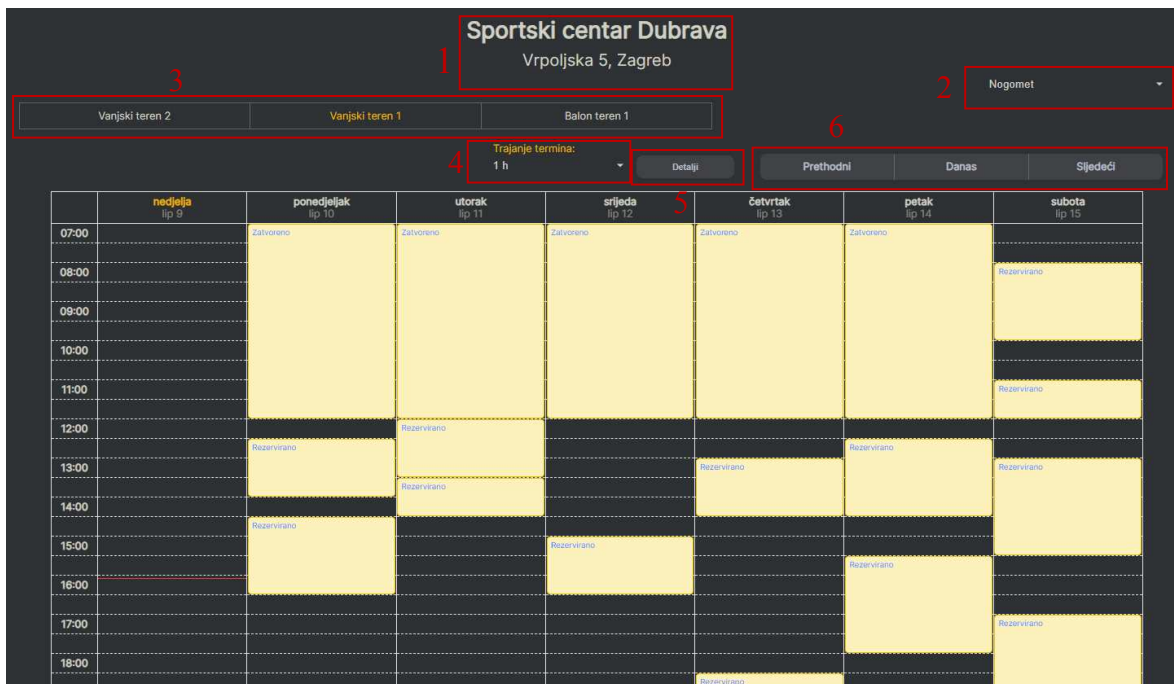 Sportski centar Dubrava
1
Vrpoljska 5, Zagreb
3
2
Nogomet
Vanjski teren 2 Vanjski teren 1 Balon teren 1
6
4
Trajanje termina:
1 h
Detalji
5
Prethodni Danas Sljedeći
nedjelja ponedjeljak utorak srijeda četvrtak petak subota
lip 9 lip 10 lip 11 lip 12 lip 13 lip 14 lip 15
07:00 Zatvoreno Zatvoreno Zatvoreno Zatvoreno Zatvoreno
08:00 Rezervirano
09:00
10:00
11:00 Rezervirano
12:00 Rezervirano
Rezervirano Rezervirano
13:00 Rezervirano Rezervirano
Rezervirano
14:00
Rezervirano
15:00 Rezervirano
Rezervirano
16:00
17:00 Rezervirano
18:00
Rezervirano